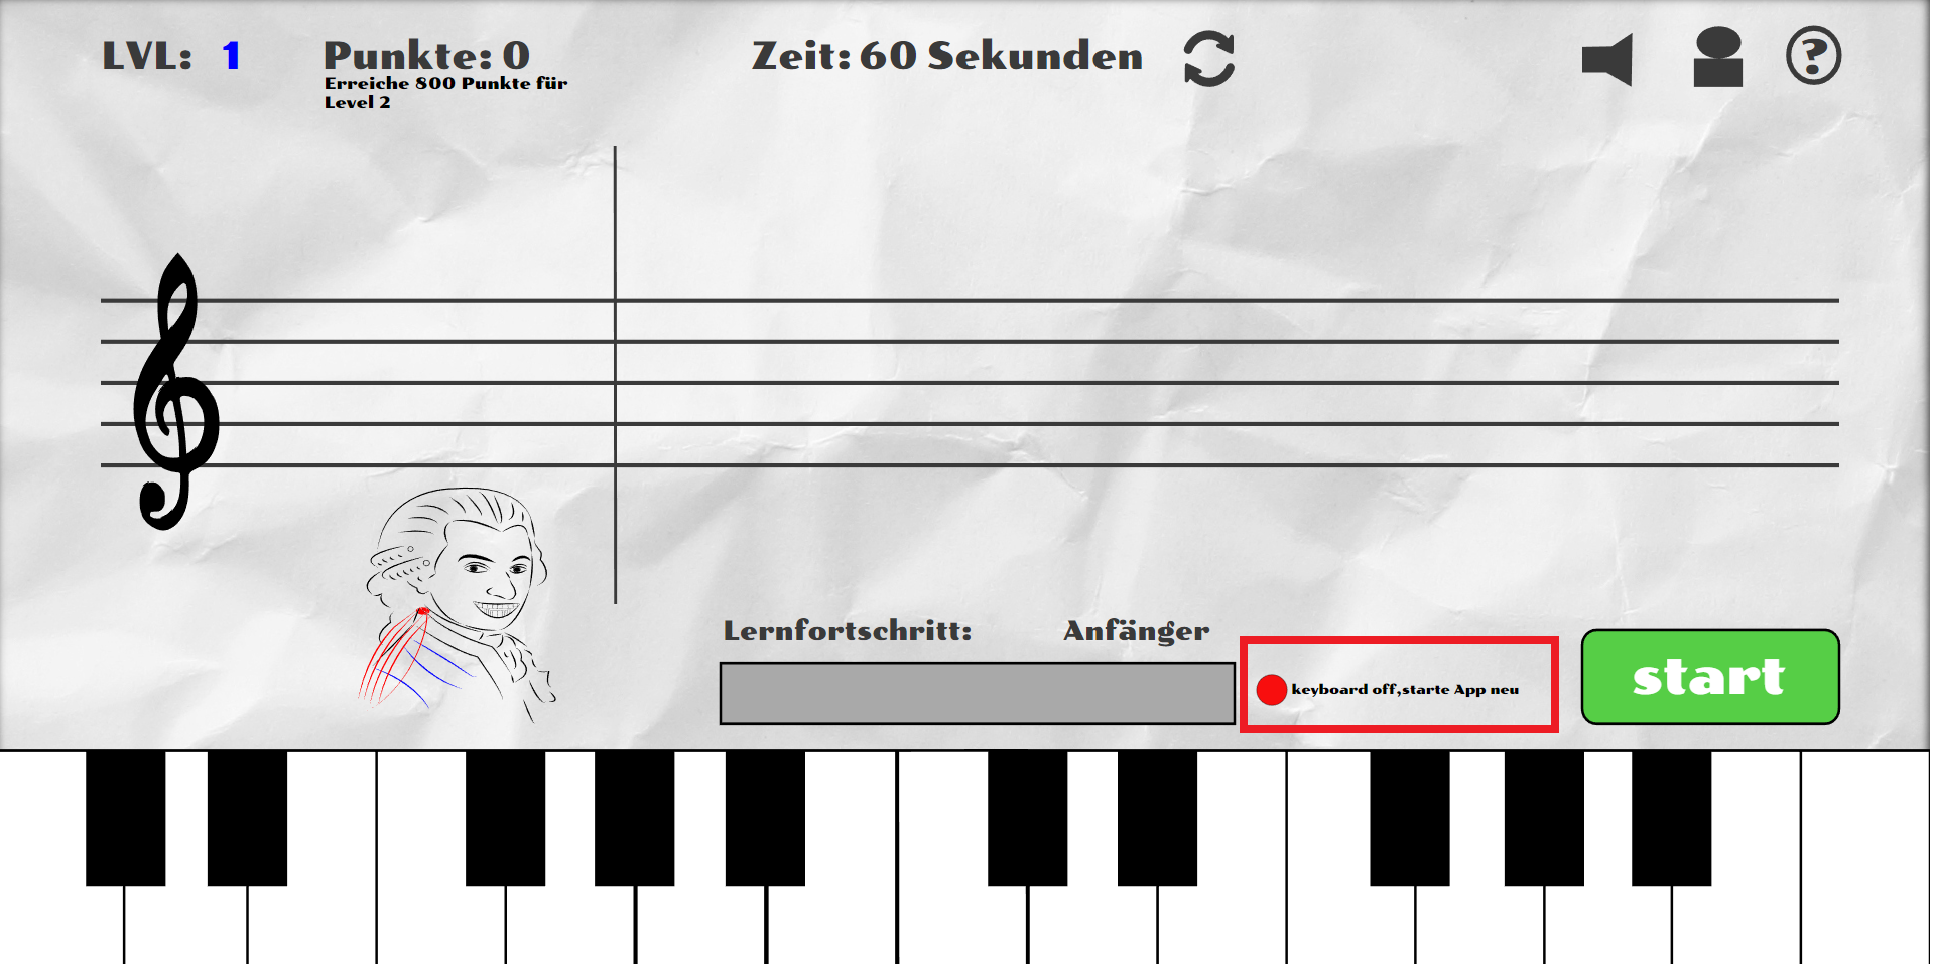 LVL: 1
Punkte: 0
Erreiche 800 Punkte für
Level 2
Zeit: 60 Sekunden
?
Lernfortschritt:
Anfänger
keyboard off,starte App neu
start